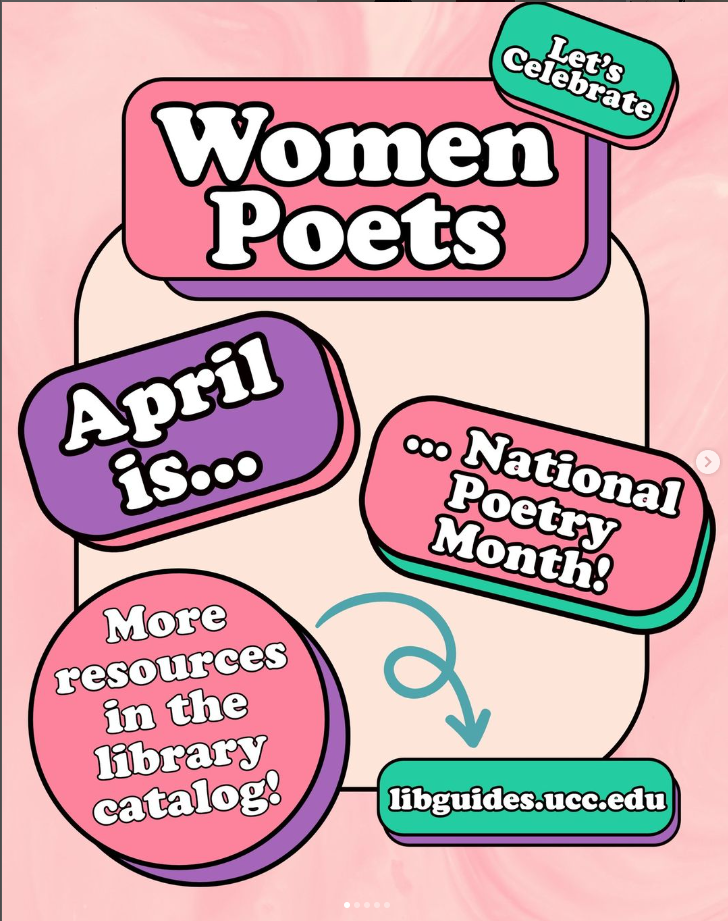 Let's
Celebrate
Women
Poets
April
is...
... National
Poetry
Month!
More
resources
in the
library
catalog!
libguides.ucc.edu